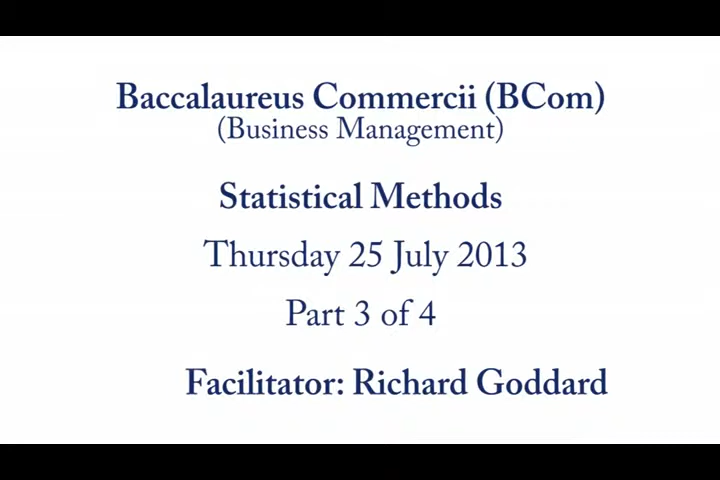 Baccalaureus Commercii (BCom)
(Business Management)
Statistical Methods
Thursday 25 July 2013
Part 3 of 4
Facilitator: Richard Goddard